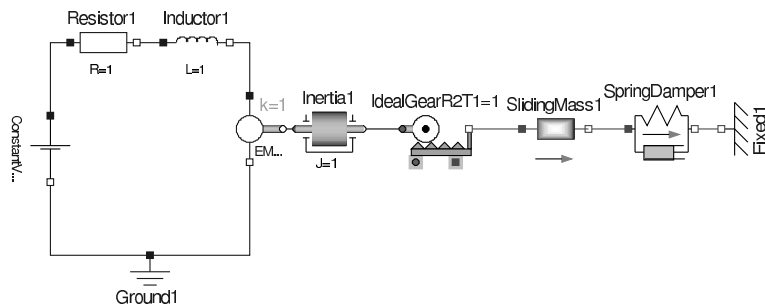 Resistor1
Inductor1
R=1
L=1
ConstantV...
k=1
EM...
Inertia1
J=1
IdealGearR2T1=1
SlidingMass1
SpringDamper1
Fixed1
Ground1